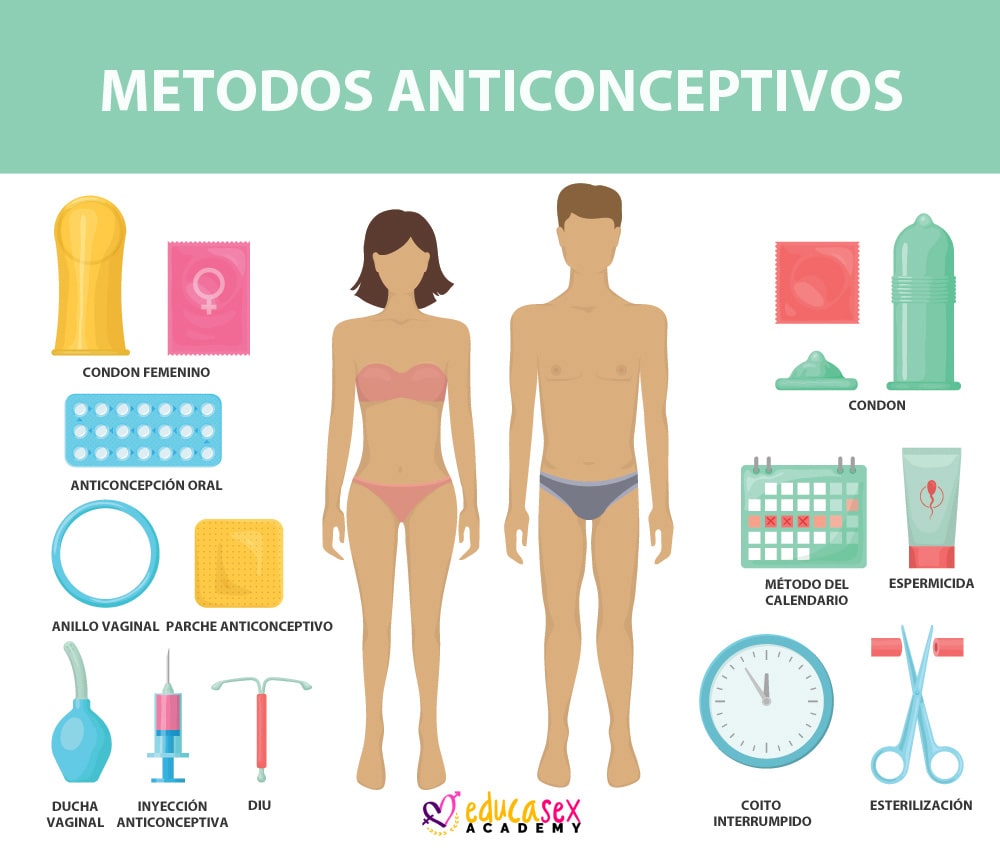 METODOS ANTICONCEPTIVOS
CONDON FEMENINO
CONDON
ANTICONCEPCIÓN ORAL
MÉTODO DEL
CALENDARIO
ESPERMICIDA
ANILLO VAGINAL
PARCHE ANTICONCEPTIVO
DUCHA
VAGINAL
INYECCIÓN
ANTICONCEPTIVA
DIU
COITO
INTERRUMPIDO
ESTERILIZACIÓN
educasex
ACADEMY